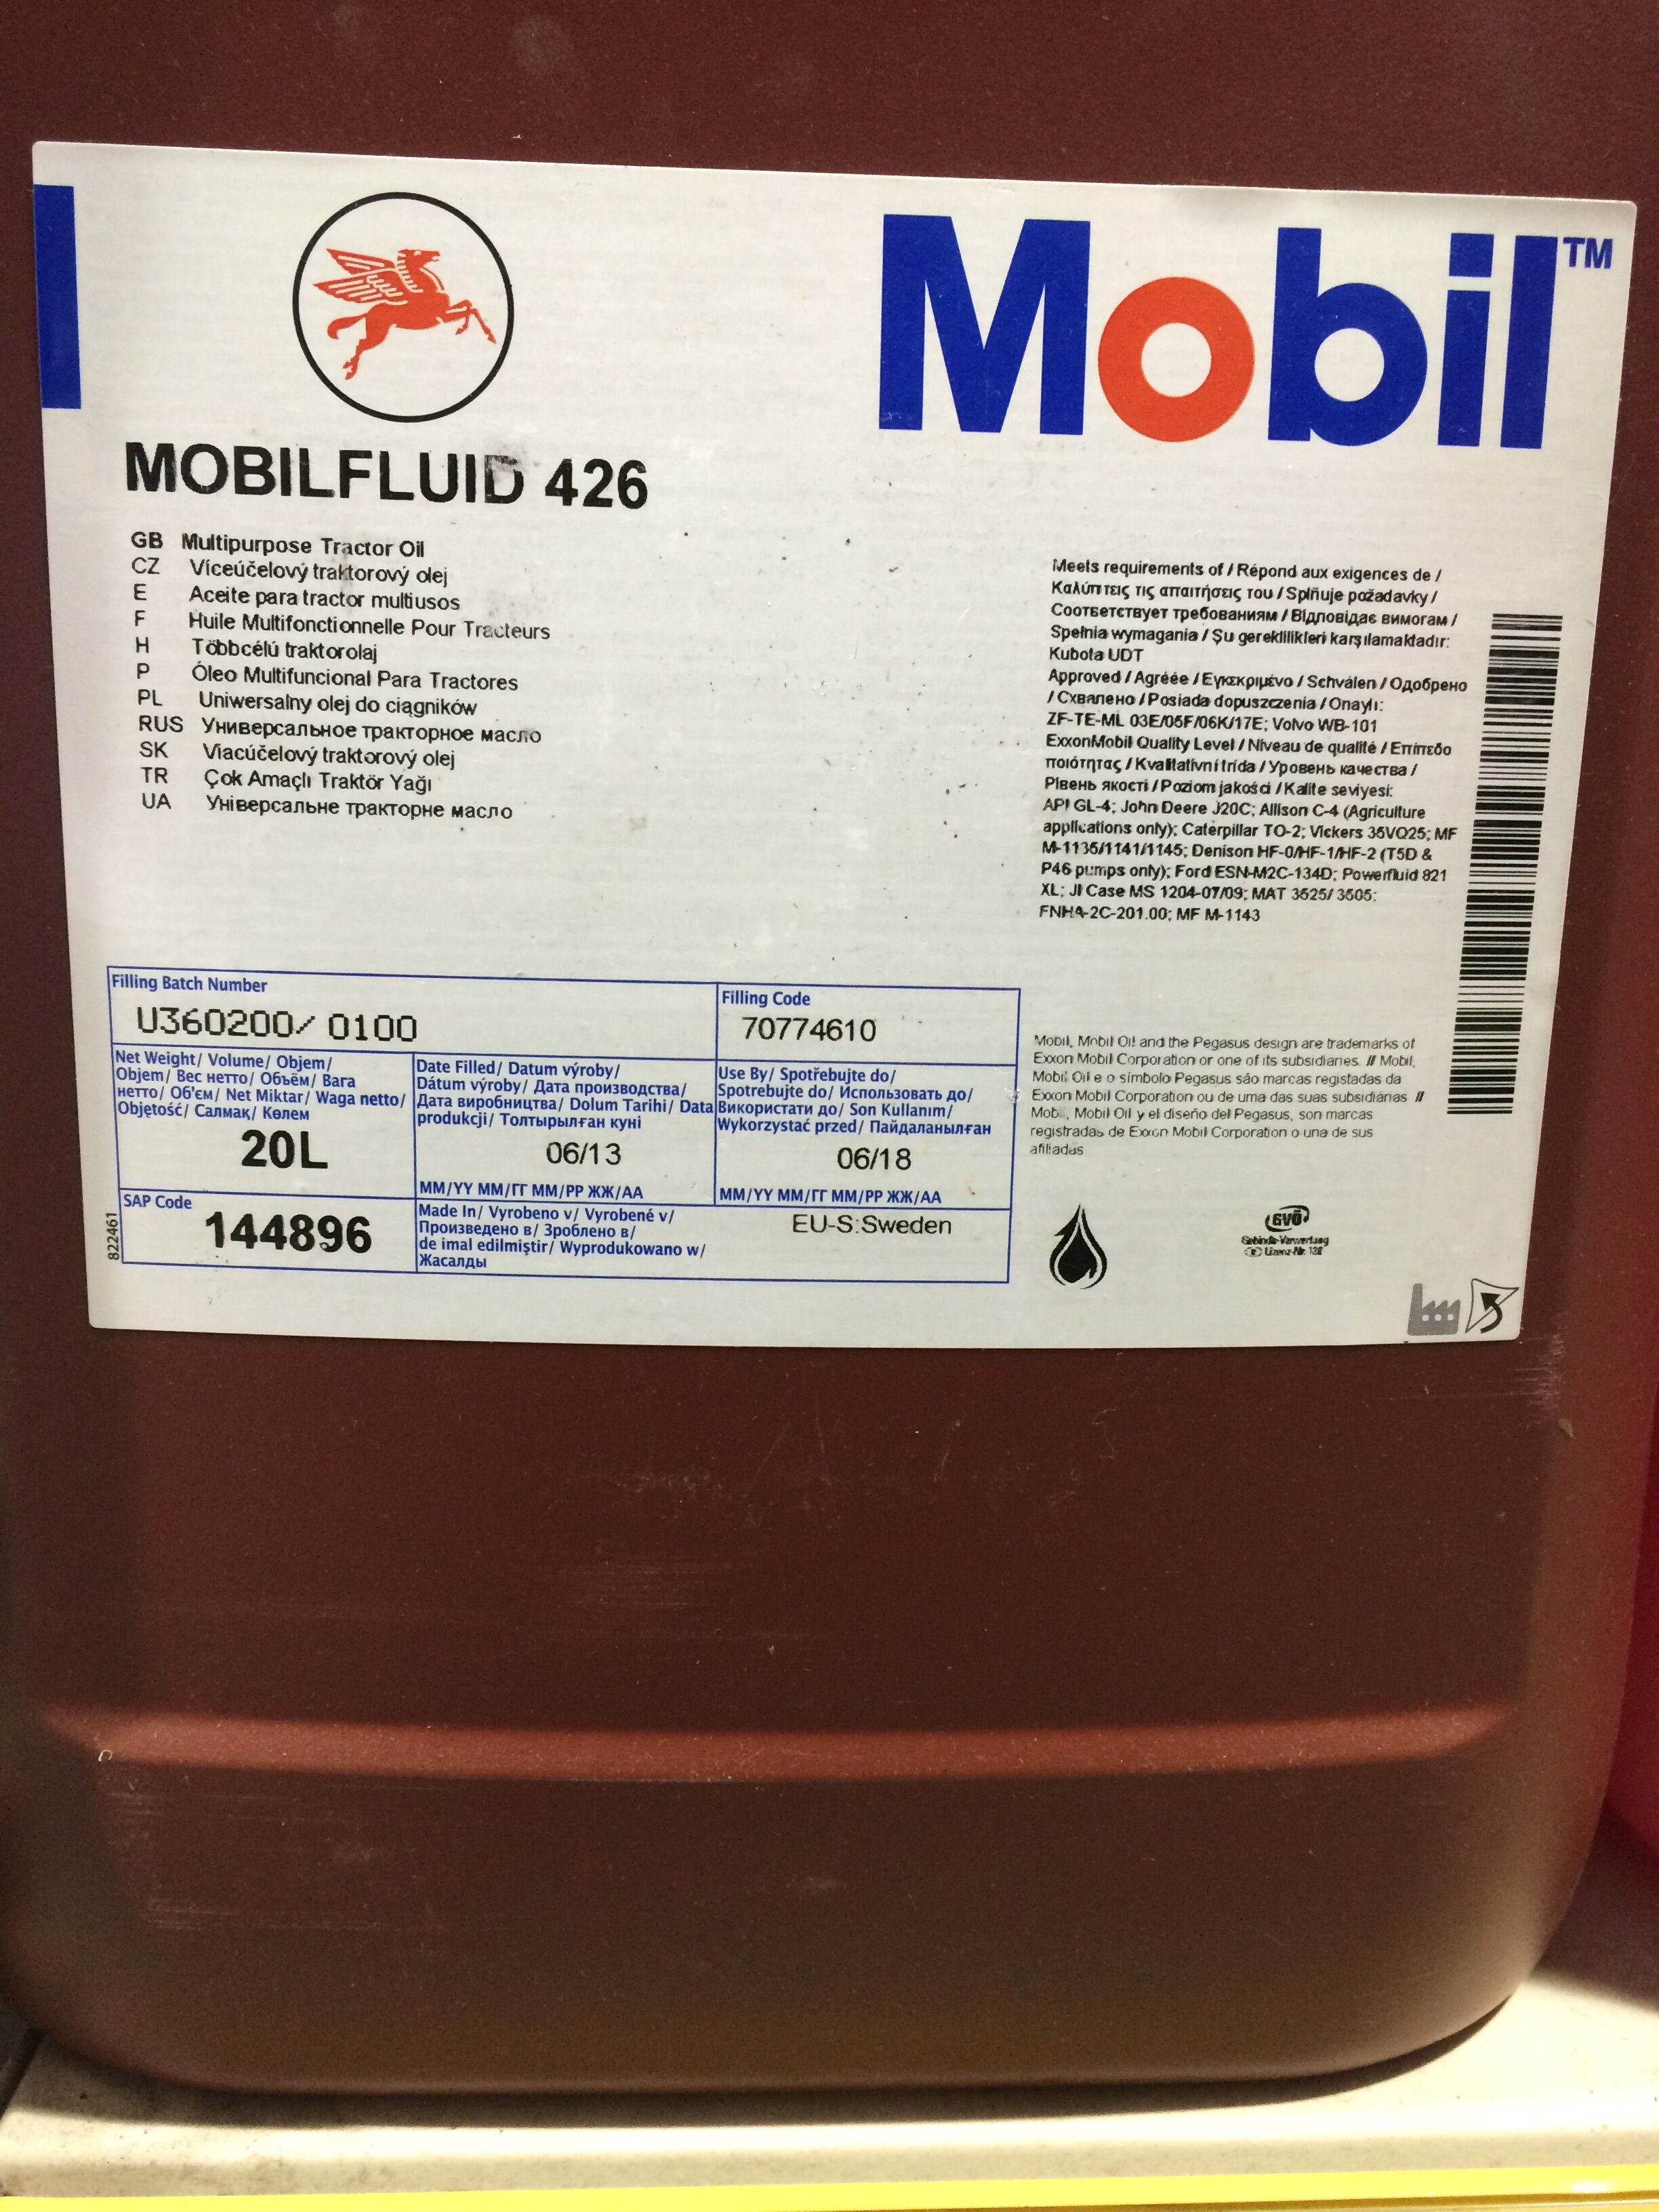 Mobil™
MOBILFLUID 426
GB Multipurpose Tractor Oil
CZ Víceúčelový traktorový olej
E Aceite para tractor multiusos
F Huile Multifonctionnelle Pour Tracteurs
H Többcélú traktorolaj
P Óleo Multifuncional Para Tractores
PL Uniwersalny olej do ciągników
RUS Универсальное тракторное масло
SK Viacúčelový traktorový olej
TR Çok Amaçlı Traktör Yağı
UA Універсальне тракторне масло
Meets requirements of / Répond aux exigences de /
Καλύπτεις τις απαιτήσεις του / Splňuje požadavky /
Соответствует требованиям / Відповідає вимогам /
Spełnia wymagania / Şu gereklilikleri karşılamaktadır:
Kubota UDT
Approved / Agréée / Εγκεκριμένο / Schválen / Одобрено
/ Схвалено / Posiada dopuszczenia / Onaylı:
ZF-TE-ML 03E/05F/06K/17E; Volvo WB-101
ExxonMobil Quality Level / Niveau de qualité / Επίπεδο
ποιότητας / Kvalitativní třída / Уровень качества /
Рівень якості / Poziom jakości / Kalite seviyesi:
API GL-4; John Deere J20C; Allison C-4 (Agriculture
applications only); Caterpillar TO-2; Vickers 35VQ25; MF
M-1135/1141/1145; Denison HF-0/HF-1/HF-2 (T5D &
P46 pumps only); Ford ESN-M2C-134D; Powerfluid 821
XL; JI Case MS 1204-07/09; MAT 3525/ 3505;
FNHA-2C-201.00; MF M-1143
Filling Batch Number
U360200/ 0100
Filling Code
70774610
Net Weight/ Volume/ Objem/
Objem/ Вес нетто/ Объём/ Вага
нетто/ Об'єм/ Net Miktar/ Waga netto/
Objętość/ Салмақ/ Көлем
20L
Date Filled/ Datum výroby/
Dátum výroby/ Дата производства/
Дата виробництва/ Dolum Tarihi/ Data
produkcji/ Толтырылған күні
06/13
MM/YY MM/ГГ MM/PP ЖЖ/АА
Use By/ Spotřebujte do/
Spotrebujte do/ Использовать до/
Використати до/ Son Kullanım/
Wykorzystać przed/ Пайдаланылған
06/18
MM/YY MM/ГГ MM/PP ЖЖ/АА
SAP Code
144896
Made In/ Vyrobeno v/ Vyrobené v/
Произведено в/ Зроблено в/
de imal edilmiştir/ Wyprodukowano w/
Жасалды
EU-S:Sweden
822461
Mobil, Mobil Oil and the Pegasus design are trademarks of
Exxon Mobil Corporation or one of its subsidiaries. // Mobil,
Mobil Oil e o símbolo Pegasus são marcas registadas da
Exxon Mobil Corporation ou de uma das suas subsidiárias //
Mobil, Mobil Oil y el diseño del Pegasus, son marcas
registradas de Exxon Mobil Corporation o una de sus
afiliadas
GVÖ
Gebinde-Verwertung
Lizenz-Nr.